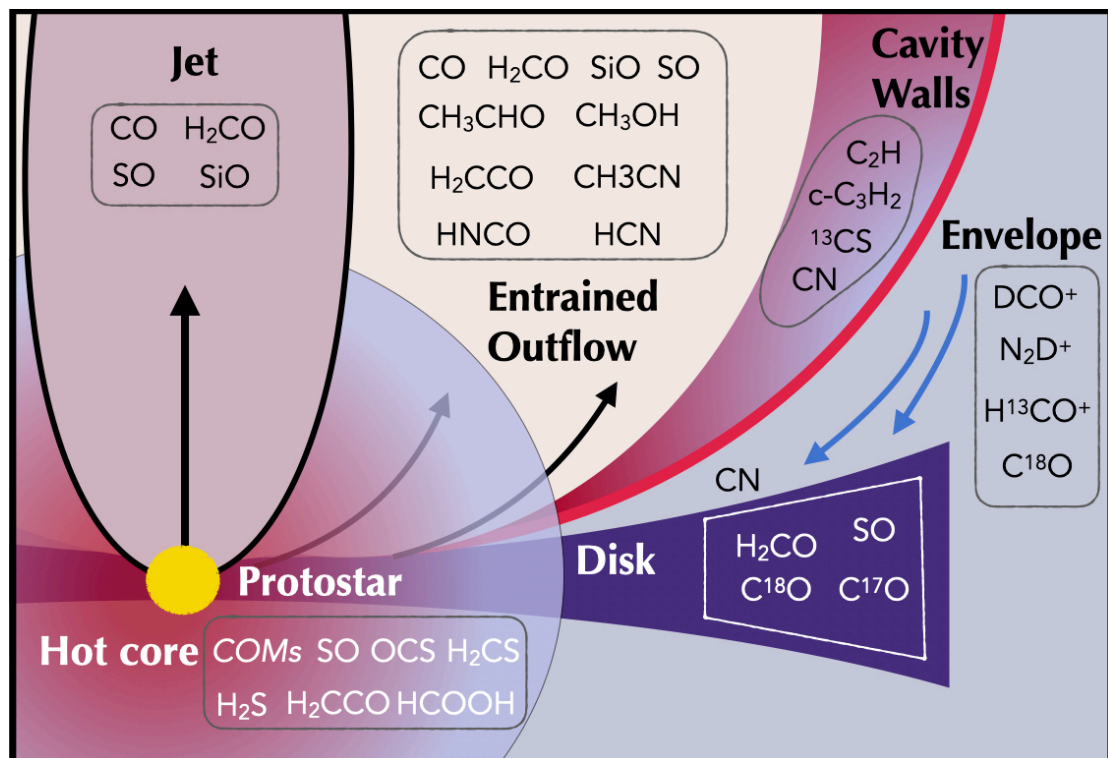 Jet
CO H₂CO
SO SiO
CO H₂CO SiO SO
CH₃CHO CH₃OH
H₂CCO CH3CN
HNCO HCN
Entrained
Outflow
Cavity
Walls
C₂H
c-C₃H₂
¹³CS
CN
Envelope
DCO⁺
N₂D⁺
H¹³CO⁺
C¹⁸O
CN
Disk
H₂CO SO
C¹⁸O C¹⁷O
Protostar
Hot core
COMs SO OCS H₂CS
H₂S H₂CCO HCOOH